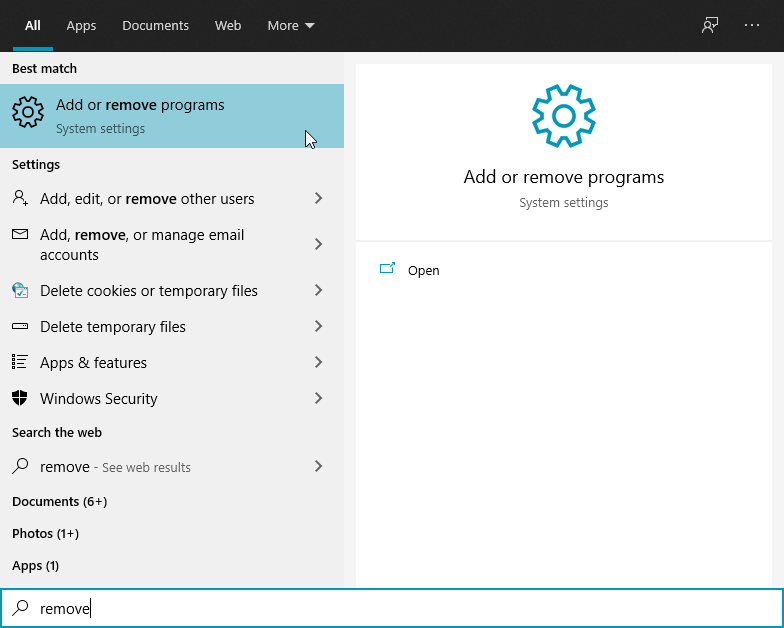 All Apps Documents Web More ...
Best match
Add or remove programs
System settings
Settings
Add, edit, or remove other users
Add, remove, or manage email
accounts
Delete cookies or temporary files
Delete temporary files
Apps & features
Windows Security
Search the web
remove - See web results
Documents (6+)
Photos (1+)
Apps (1)
Add or remove programs
System settings
Open
remove